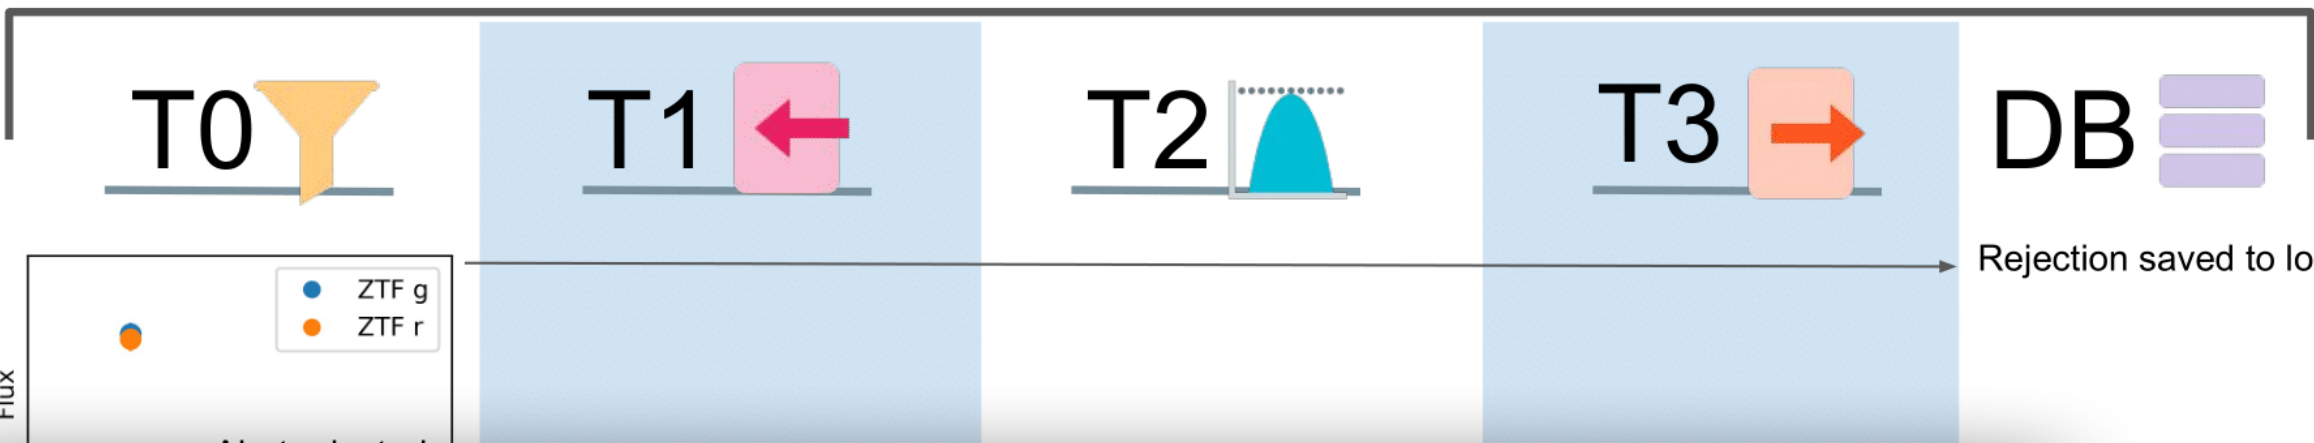 T0
T1
T2
T3
DB
Rejection saved to lo
ZTF g
ZTF r
Flux